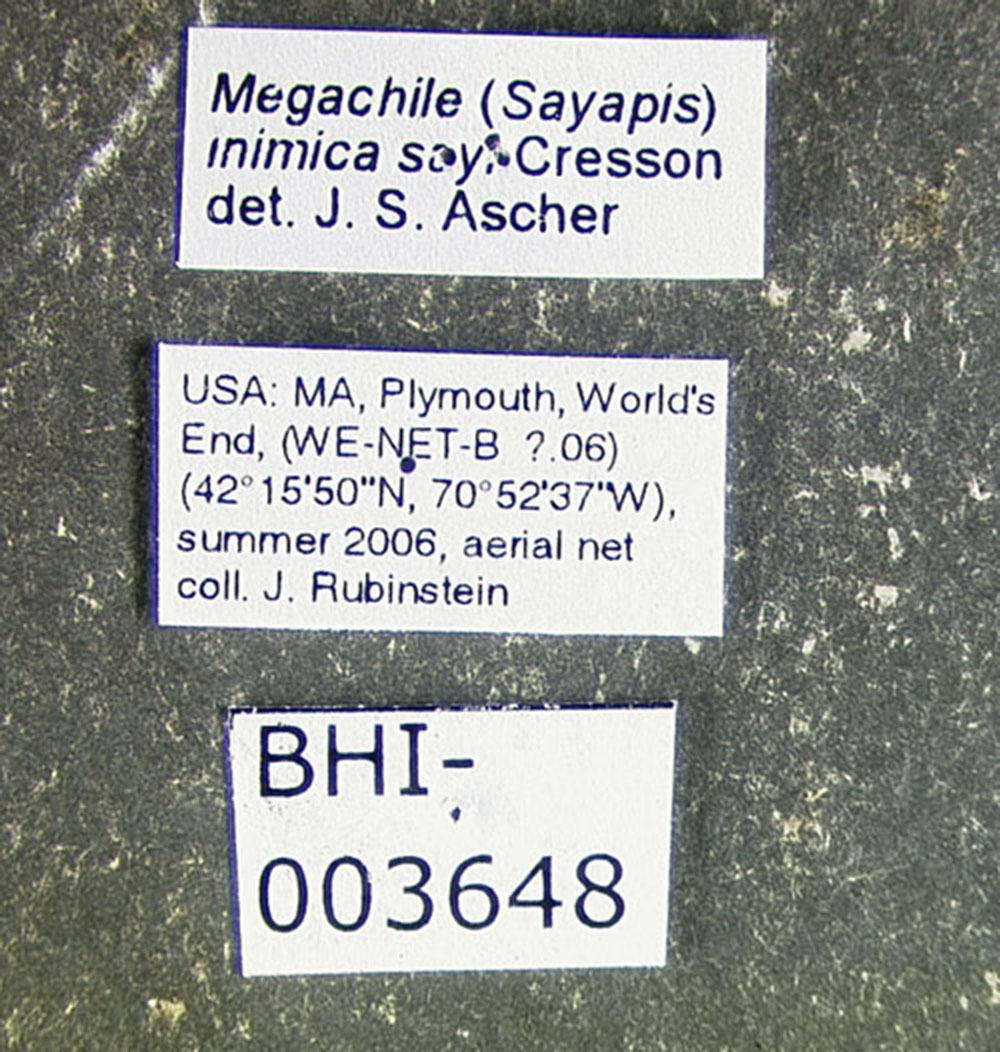 Megachile (Sayapis)
inimica sayi Cresson
det. J. S. Ascher
USA: MA, Plymouth, World's
End, (WE-NET-B ?.06)
(42°15'50"N, 70°52'37"W),
summer 2006, aerial net
coll. J. Rubinstein
BHI-
003648